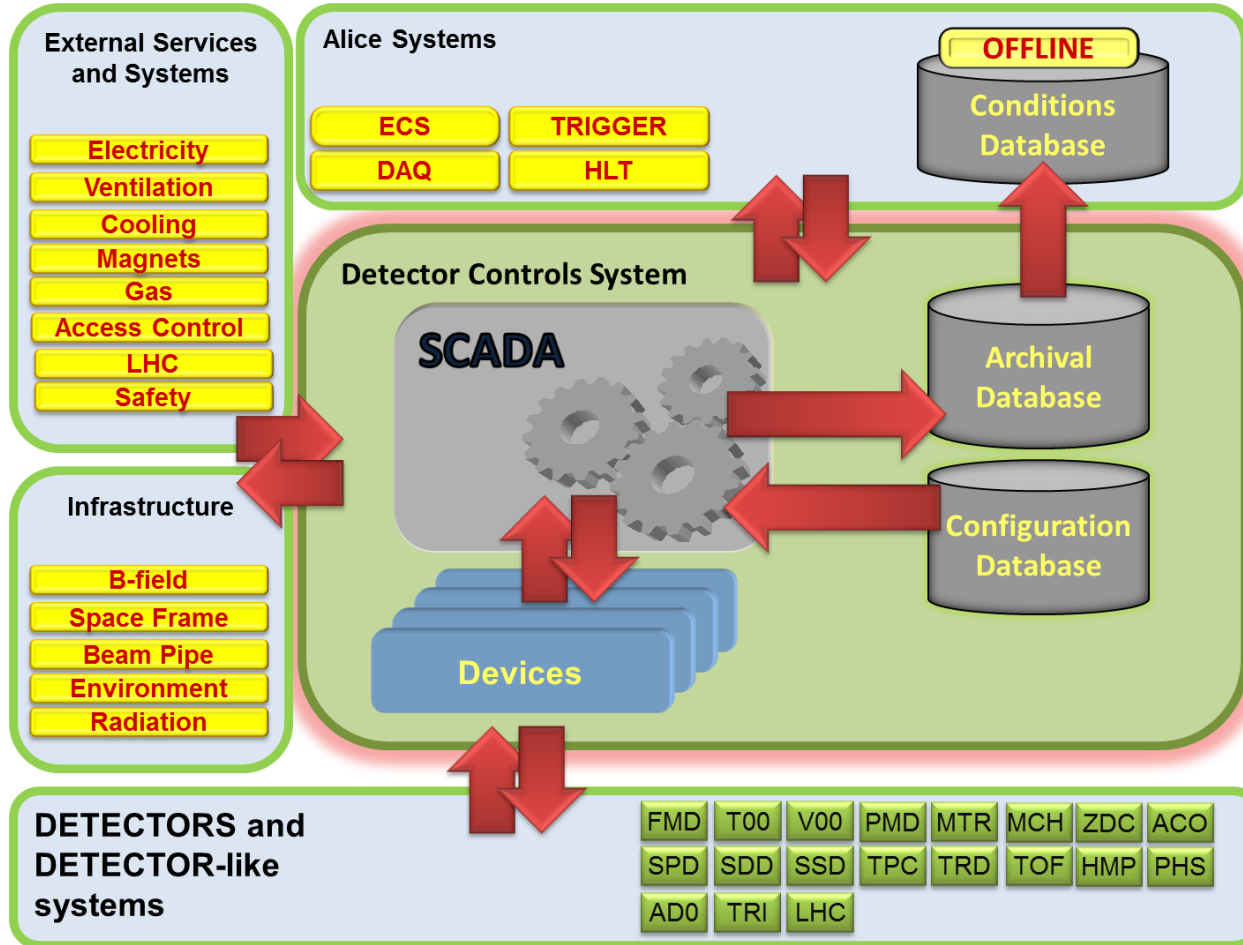 External Services
and Systems
Electricity
Ventilation
Cooling
Magnets
Gas
Access Control
LHC
Safety
Infrastructure
B-field
Space Frame
Beam Pipe
Environment
Radiation
Alice Systems
ECS
TRIGGER
DAQ
HLT
OFFLINE
Conditions
Database
Detector Controls System
SCADA
Archival
Database
Configuration
Database
Devices
DETECTORS and
DETECTOR-like
systems
FMD T00 V00 PMD MTR MCH ZDC ACO
SPD SDD SSD TPC TRD TOF HMP PHS
AD0 TRI LHC